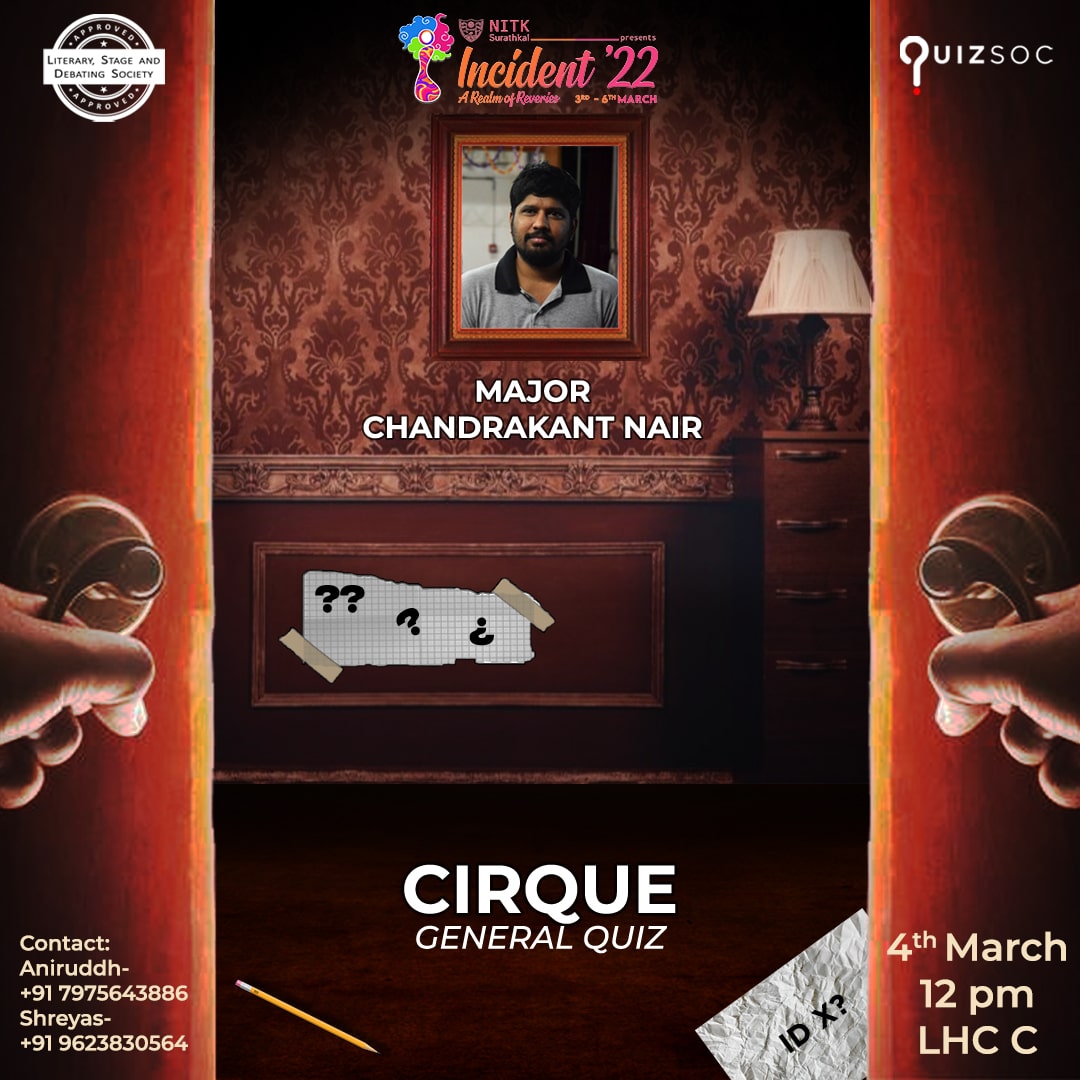 APPROVED
LITERARY, STAGE AND
DEBATING SOCIETY
APPROVED
NITK
Surathkal
presents
Incident '22
A Realm of Reveries 3RD - 6TH MARCH
QUIZSOC
MAJOR
CHANDRAKANT NAIR
?? ? ¿
CIRQUE
GENERAL QUIZ
Contact:
Aniruddh-
+91 7975643886
Shreyas-
+91 9623830564
ID X?
4th March
12 pm
LHC C